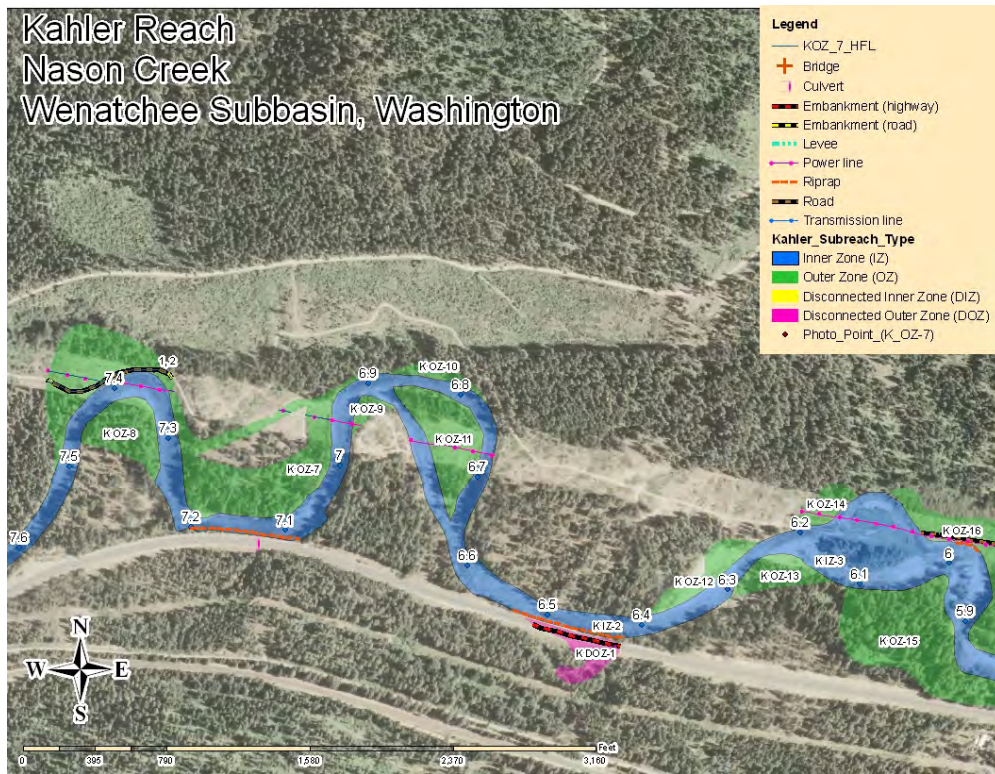 Kahler Reach
Nason Creek
Wenatchee Subbasin, Washington
Legend
KOZ_7_HFL
Bridge
Culvert
Embankment (highway)
Embankment (road)
Levee
Power line
Riprap
Road
Transmission line
Kahler_Subreach_Type
Inner Zone (IZ)
Outer Zone (OZ)
Disconnected Inner Zone (DIZ)
Disconnected Outer Zone (DOZ)
Photo_Point_(K_OZ-7)
1,2
7.4
6.9
K OZ-10
6.8
K OZ-9
7.3
K OZ-8
K OZ-11
7.5
K OZ-7
7
6.7
7.2
7.1
K OZ-14
6.2
K OZ-16
7.6
6.6
K IZ-3
6
K OZ-12
6.3
K OZ-13
6.1
6.5
6.4
K IZ-2
5.9
K OZ-15
K DOZ-1
N
W E
S
Feet
0 395 790 1,580 2,370 3,160